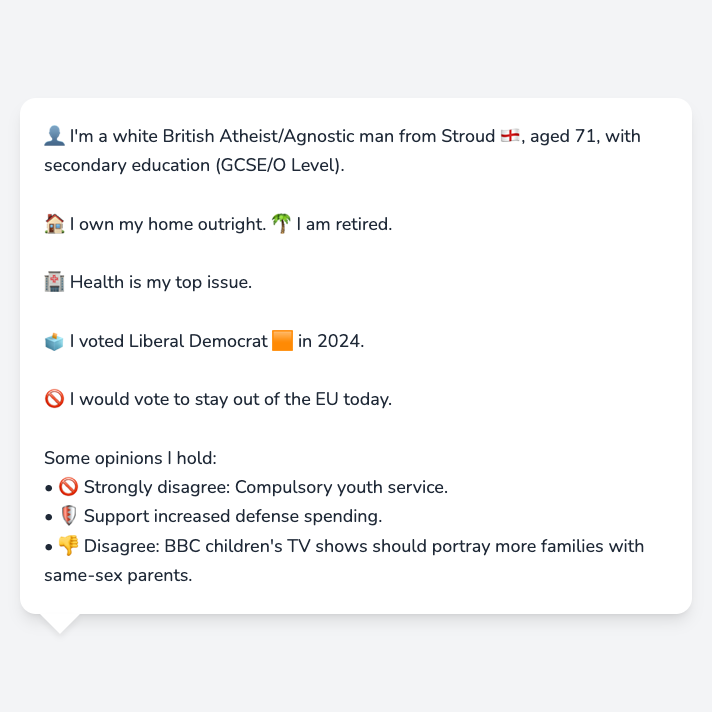 👤 I'm a white British Atheist/Agnostic man from Stroud 🏴󠁧󠁢󠁥󠁮󠁧󠁿, aged 71, with
secondary education (GCSE/O Level).
🏠 I own my home outright. 🌴 I am retired.
🏥 Health is my top issue.
🗳️ I voted Liberal Democrat 🟧 in 2024.
🚫 I would vote to stay out of the EU today.
Some opinions I hold:
• 🚫 Strongly disagree: Compulsory youth service.
• 🛡️ Support increased defense spending.
• 👎 Disagree: BBC children's TV shows should portray more families with
same-sex parents.